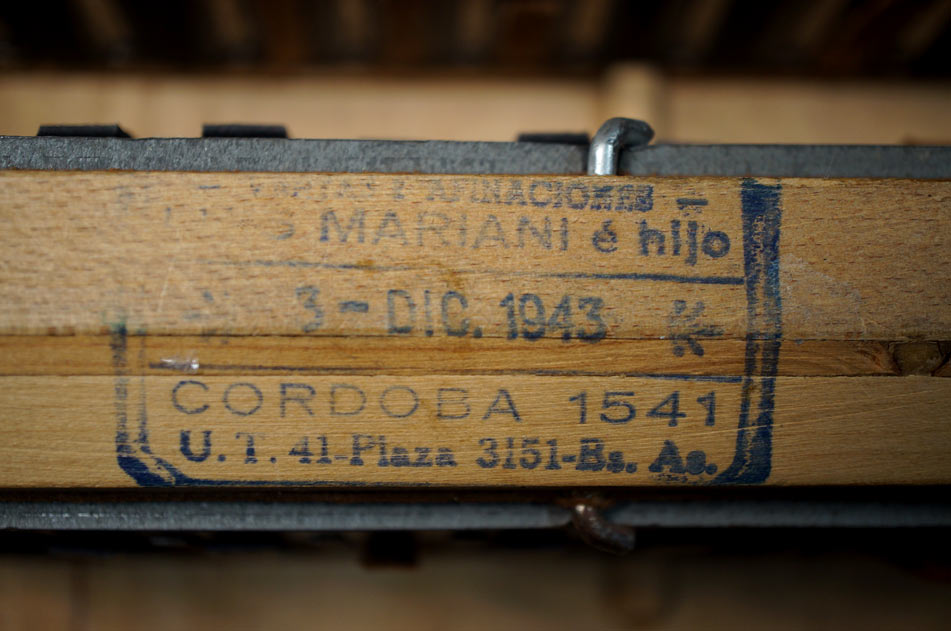 AFINACIONES
MARIANI é hijo
3 - DIC. 1943
CORDOBA 1541
U. T. 41-Plaza 3151-Bs. As.